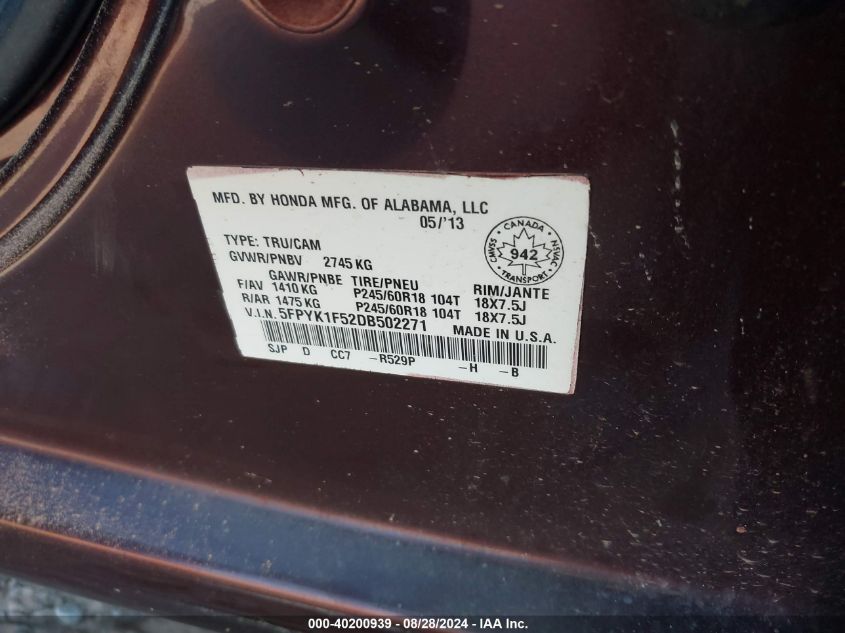 MFD. BY HONDA MFG. OF ALABAMA, LLC
05/'13
TYPE: TRU/CAM
GVWR/PNBV 2745 KG
GAWR/PNBE TIRE/PNEU RIM/JANTE
F/AV 1410 KG P245/60R18 104T 18X7.5J
R/AR 1475 KG P245/60R18 104T 18X7.5J
V.I.N. 5FPYK1F52DB502271 MADE IN U.S.A.
SJP D CC7 -R529P -H -B
CANADA
CMVSS 942 NSVAC
TRANSPORT
000-40200939 - 08/28/2024 - IAAI.com